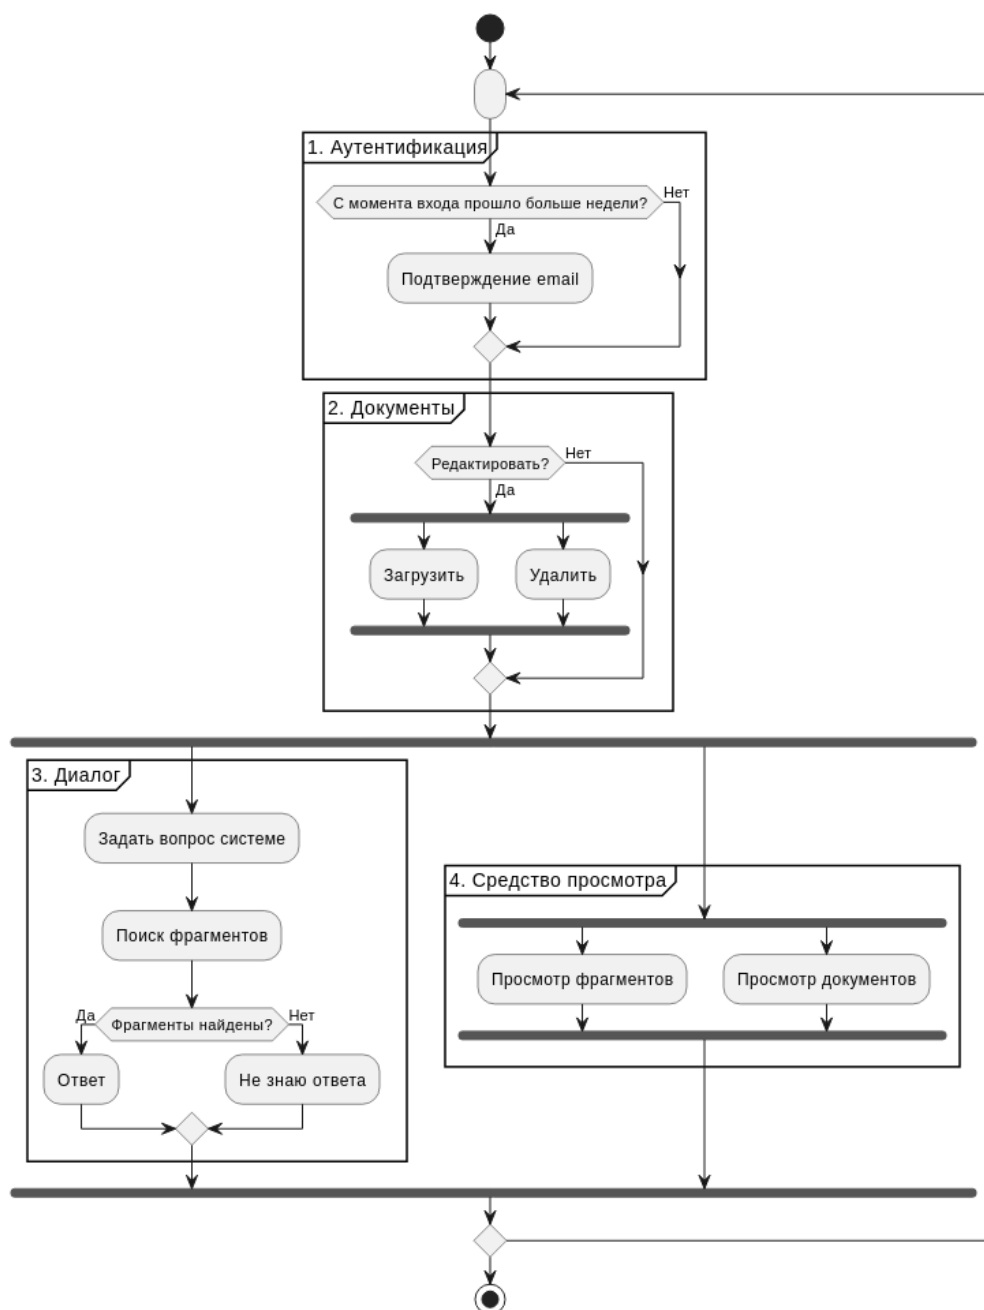 1. Аутентификация
С момента входа прошло больше недели?
Нет
Да
Подтверждение email
2. Документы
Редактировать?
Нет
Да
Загрузить
Удалить
3. Диалог
Задать вопрос системе
Поиск фрагментов
Фрагменты найдены?
Да
Нет
Ответ
Не знаю ответа
4. Средство просмотра
Просмотр фрагментов
Просмотр документов